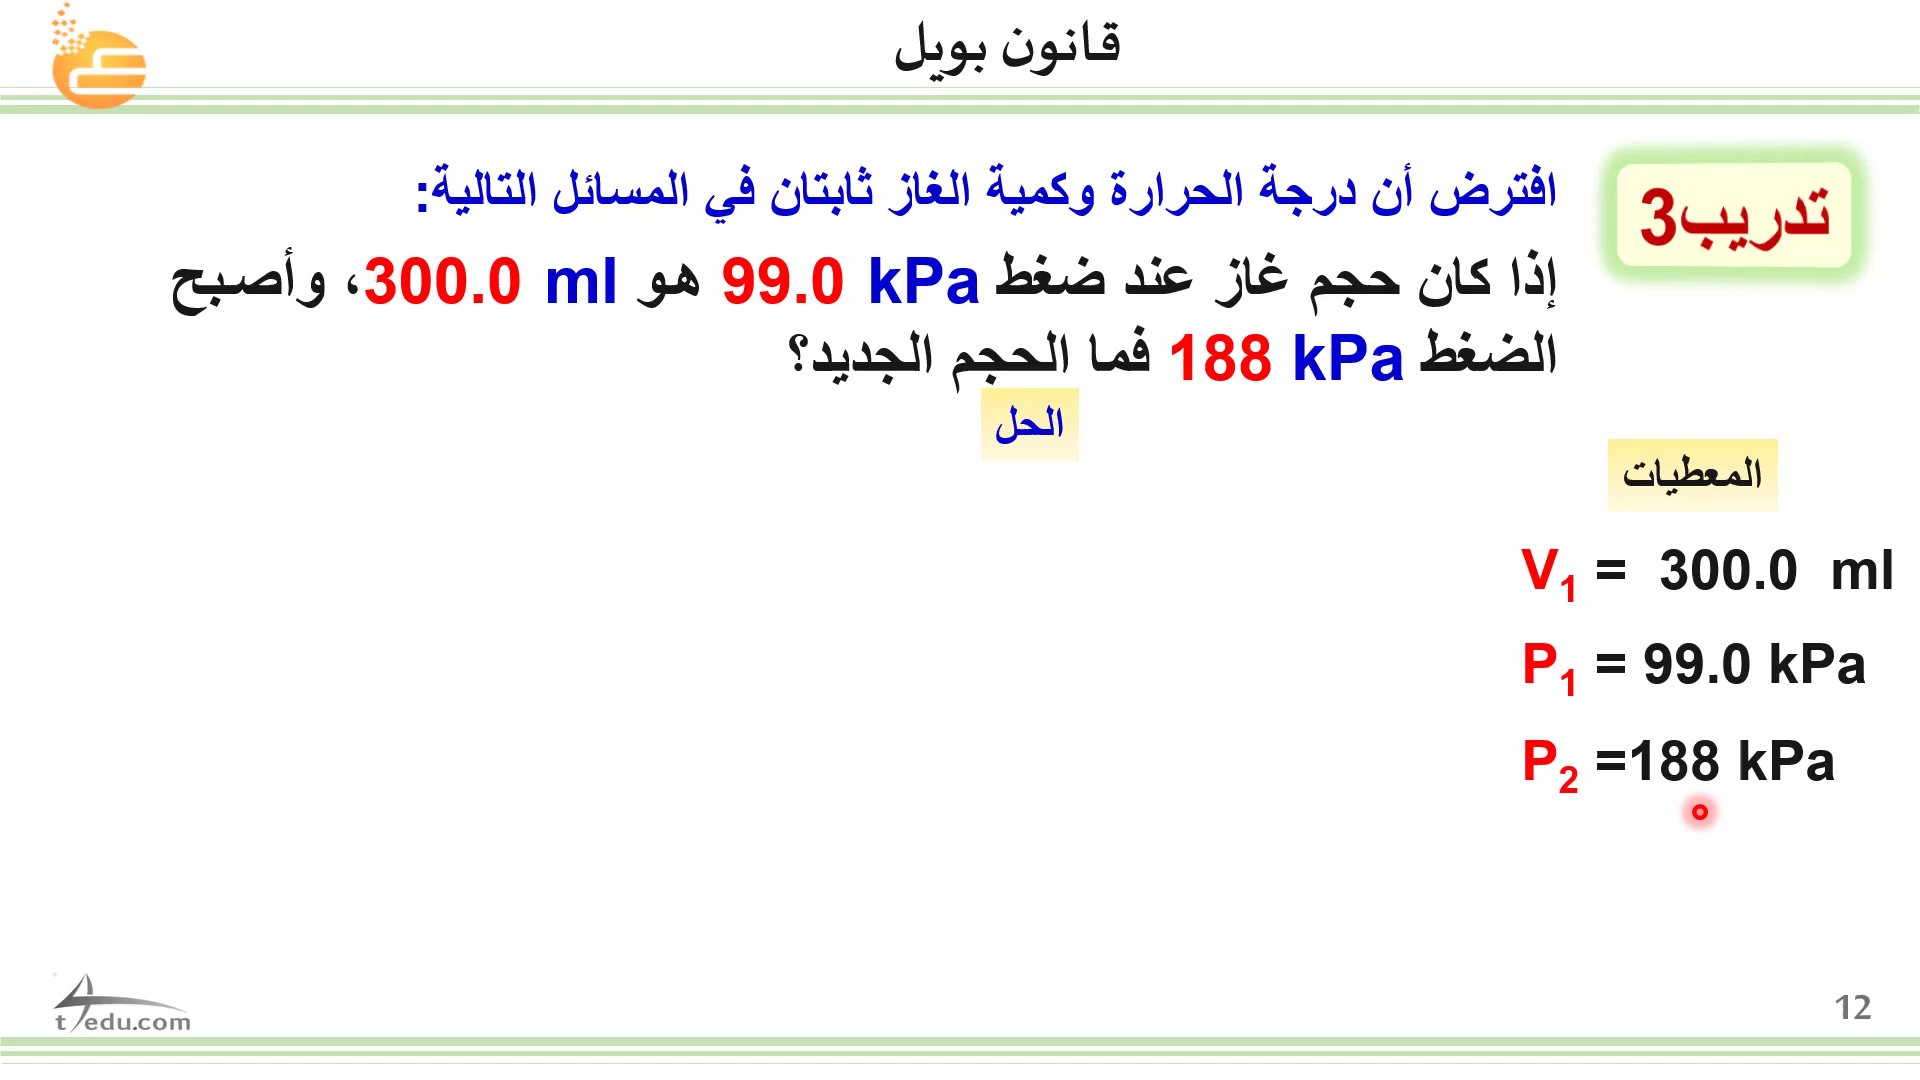 قانون بويل
تدريب3
افترض أن درجة الحرارة وكمية الغاز ثابتان في المسائل التالية:
إذا كان حجم غاز عند ضغط 99.0 kPa هو 300.0 ml، وأصبح
الضغط 188 kPa فما الحجم الجديد؟
الحل
المعطيات
V₁ = 300.0 ml
P₁ = 99.0 kPa
P₂ =188 kPa
t4edu.com
12